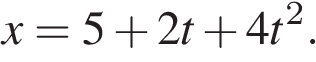 x = 5 + 2t + 4t².